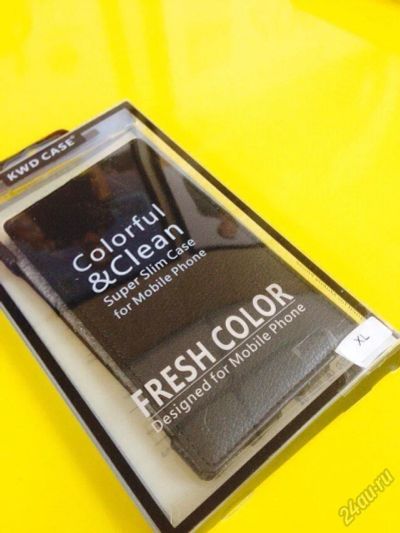 KWD CASE®
Colorful
&Clean
Super Slim Case
for Mobile Phone
FRESH COLOR
Designed for Mobile Phone
XL
24au.ru